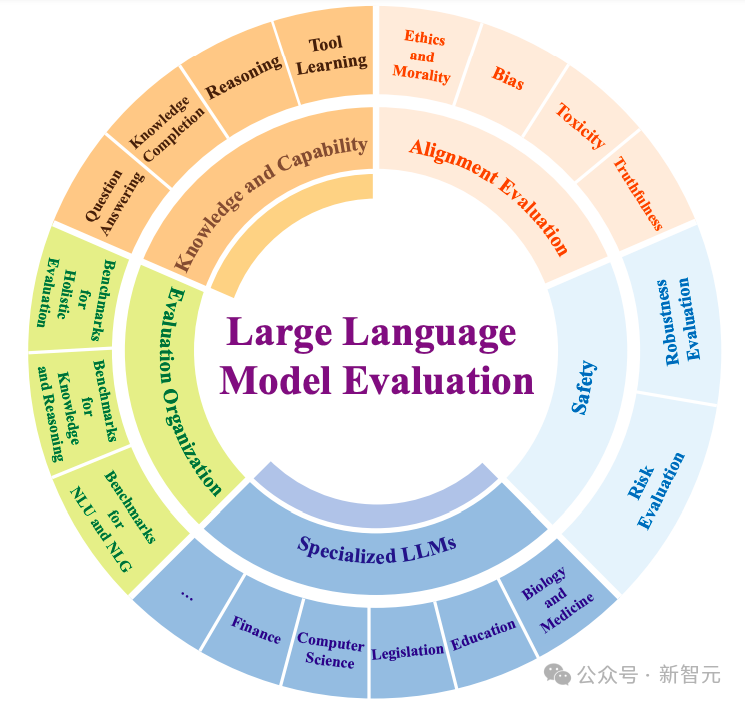 Large Language
Model Evaluation
Knowledge and Capability
Question
Answering
Knowledge
Completion
Reasoning
Tool
Learning
Alignment Evaluation
Ethics
and
Morality
Bias
Toxicity
Truthfulness
Safety
Robustness
Evaluation
Risk
Evaluation
Specialized LLMs
Biology
and
Medicine
Education
Legislation
Computer
Science
Finance
...
Evaluation Organization
Benchmarks
for
NLU and NLG
Benchmarks
for
Knowledge
and Reasoning
Benchmarks
for
Holistic
Evaluation
公众号 · 新智元